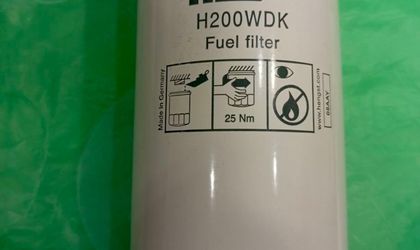 H200WDK
Fuel filter
Made in Germany
25 Nm
www.hengst.com